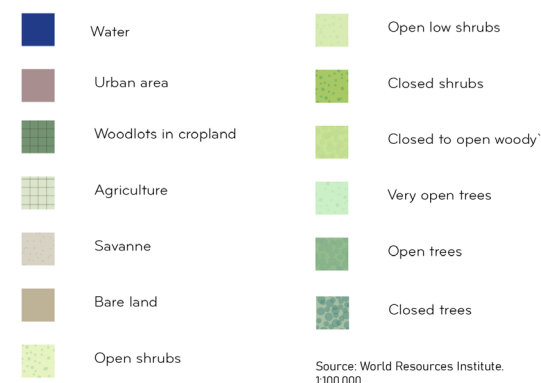 Water
Urban area
Woodlots in cropland
Agriculture
Savanne
Bare land
Open shrubs
Open low shrubs
Closed shrubs
Closed to open woody`
Very open trees
Open trees
Closed trees
Source: World Resources Institute.
1:100 000